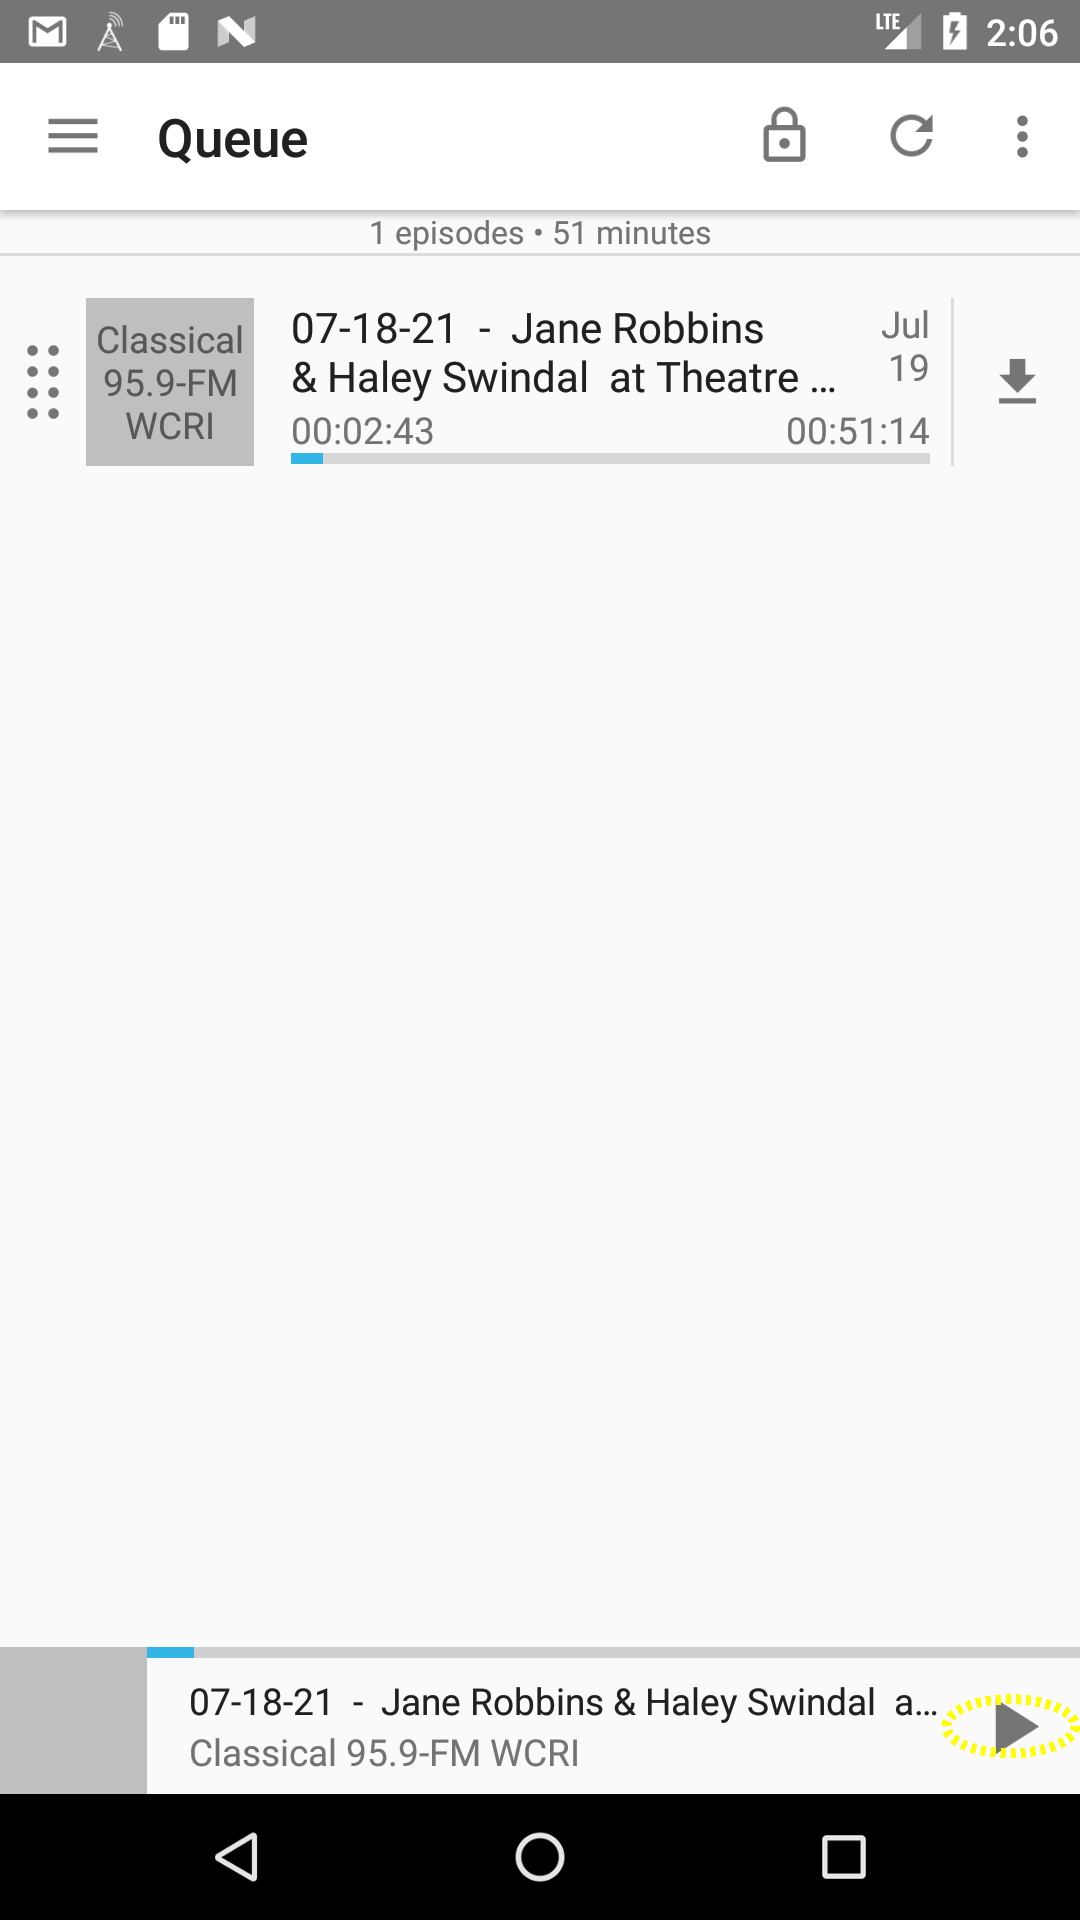 LTE 2:06
Queue
1 episodes • 51 minutes
Classical
95.9-FM
WCRI
07-18-21 - Jane Robbins
& Haley Swindal at Theatre ...
Jul
19
00:02:43 00:51:14
07-18-21 - Jane Robbins & Haley Swindal a...
Classical 95.9-FM WCRI